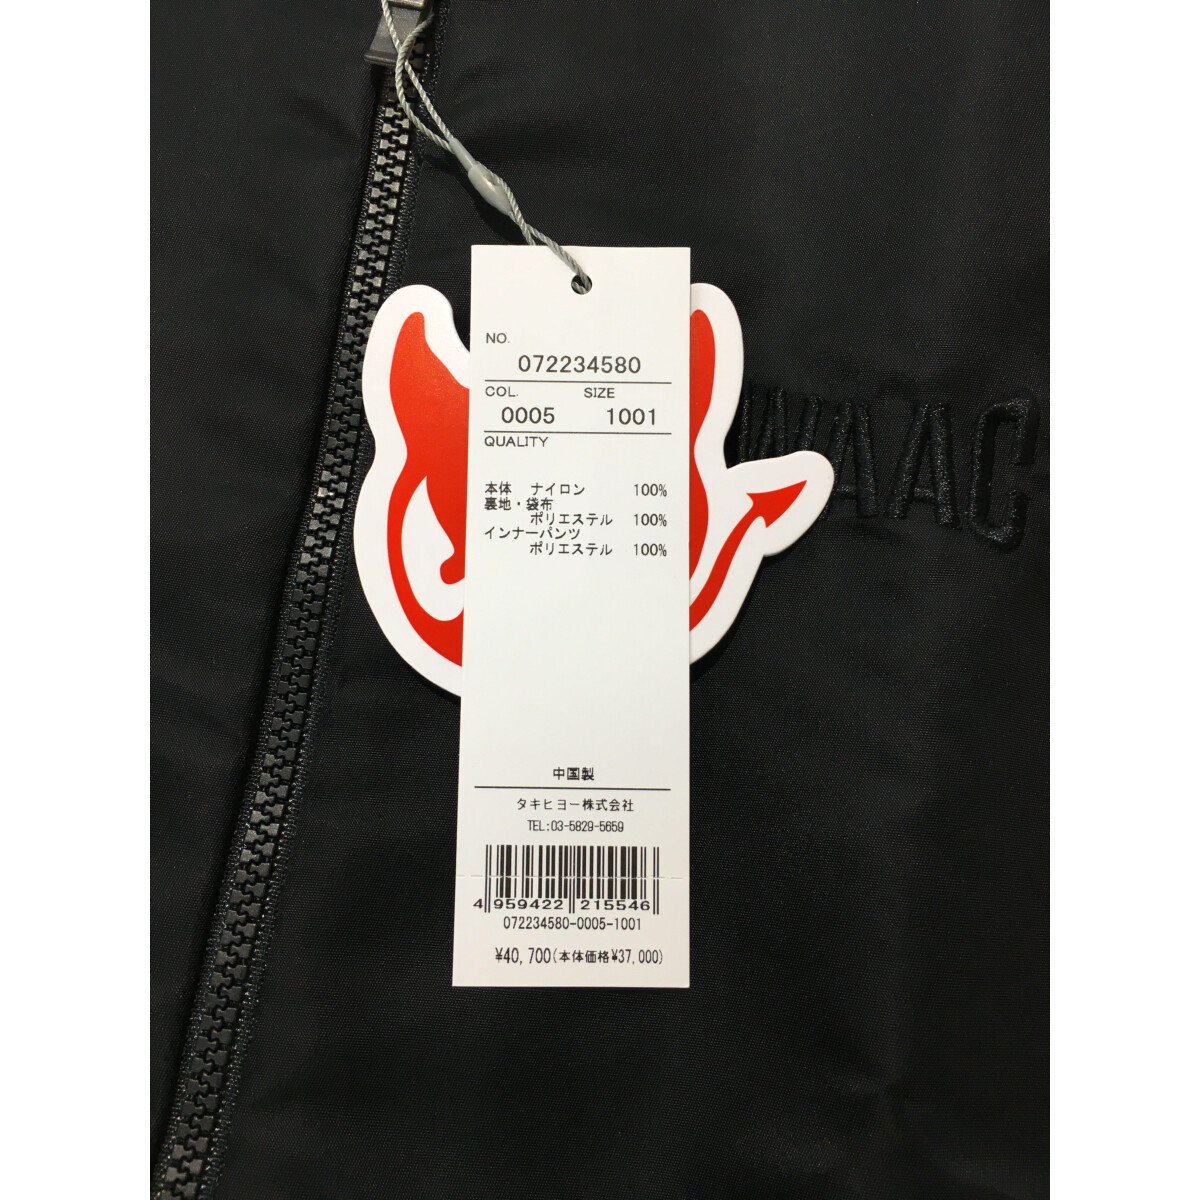 NO.
072234580
COL. SIZE
0005 1001
QUALITY
本体 ナイロン 100%
裏地・袋布
ポリエステル 100%
インナーパンツ
ポリエステル 100%
WAAC
中国製
タキヒヨー株式会社
TEL:03-5829-5659
4 959422 215546
072234580-0005-1001
¥40,700(本体価格¥37,000)